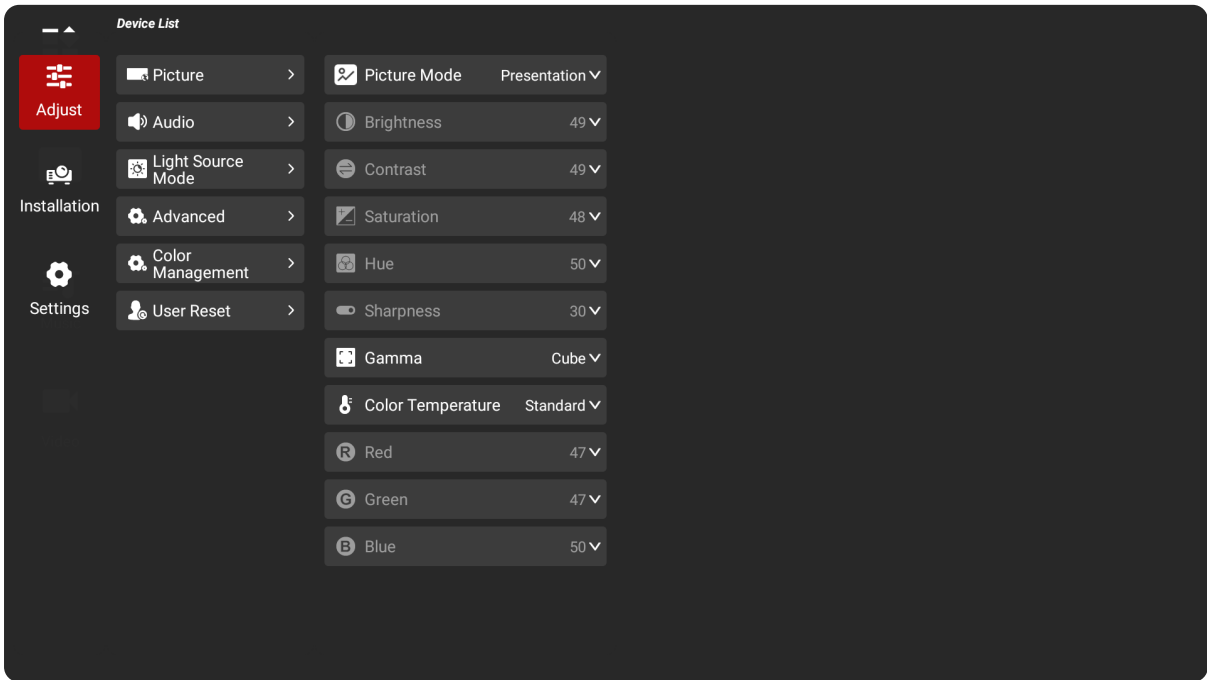 Device List
Adjust
Installation
Settings
Picture
Audio
Light Source
Mode
Advanced
Color
Management
User Reset
Picture Mode Presentation
Brightness 49
Contrast 49
Saturation 48
Hue 50
Sharpness 30
Gamma Cube
Color Temperature Standard
R Red 47
G Green 47
B Blue 50